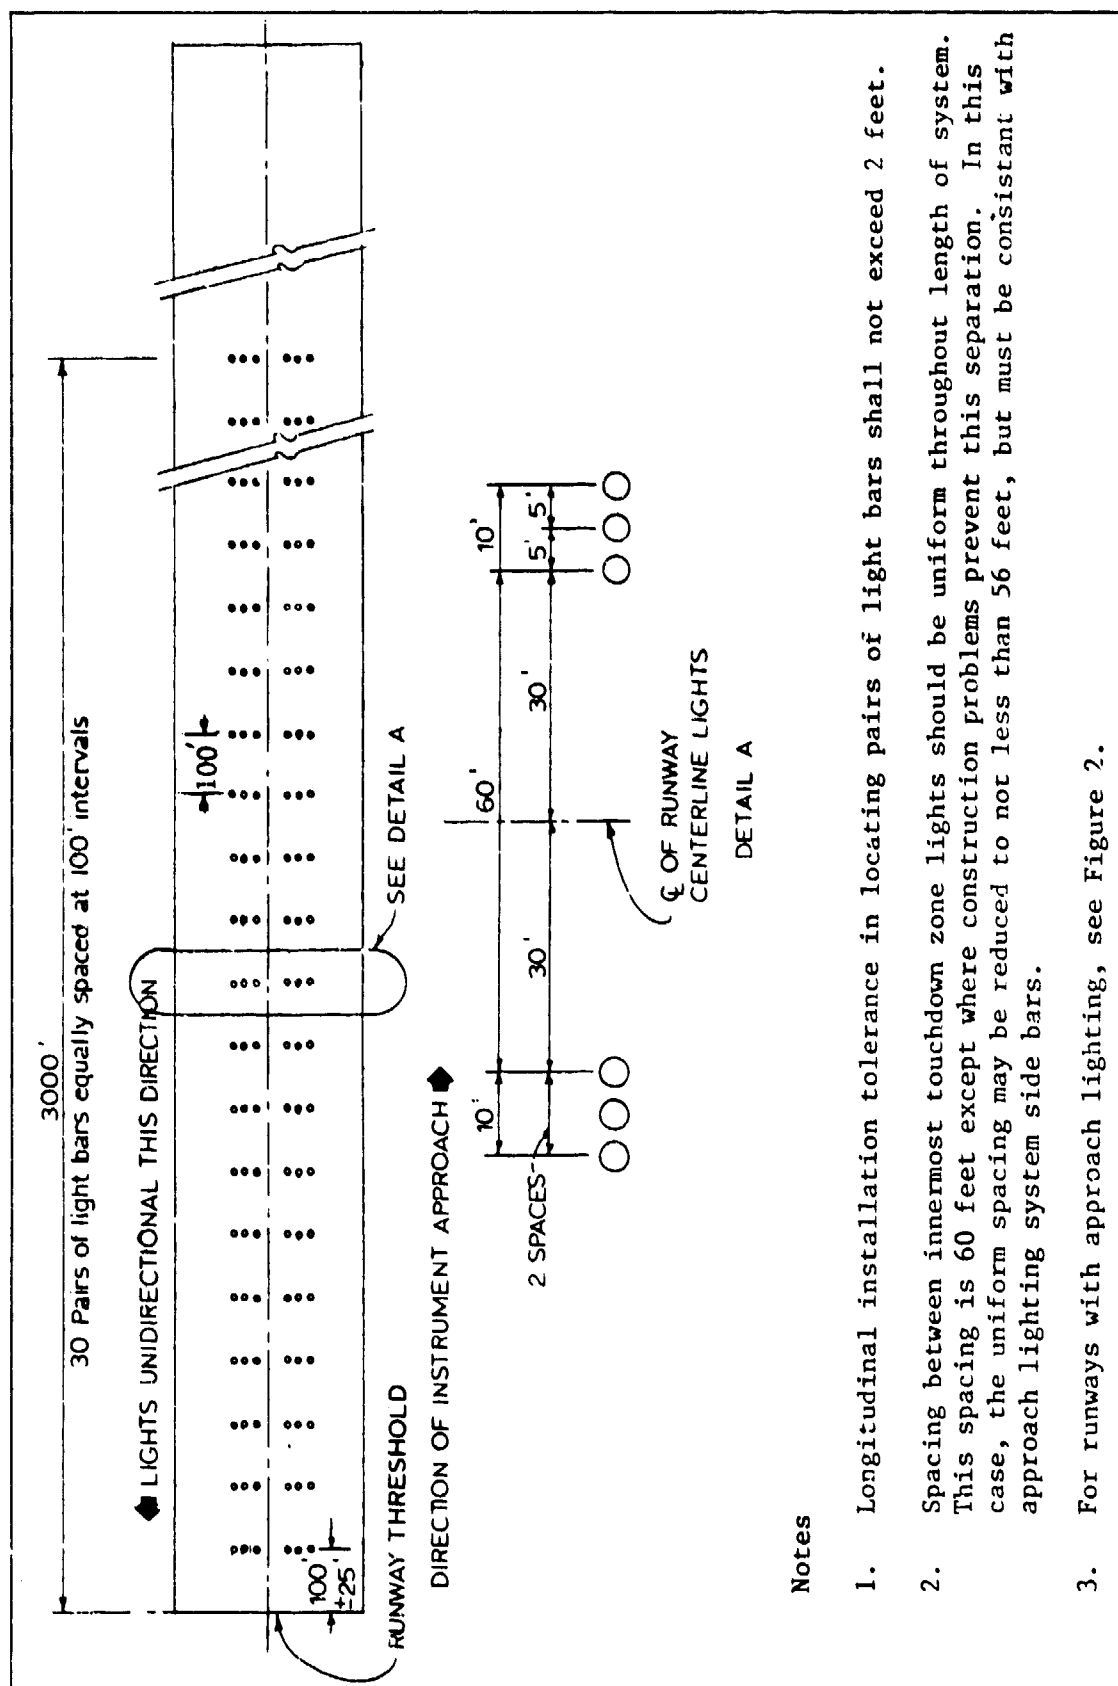 3000'
30 Pairs of light bars equally spaced at 100' intervals
LIGHTS UNIDIRECTIONAL THIS DIRECTION
100'
SEE DETAIL A
100'
±25'
RUNWAY THRESHOLD
DIRECTION OF INSTRUMENT APPROACH
10'
60'
10'
2 SPACES
30'
30'
5'
5'
℄ OF RUNWAY
CENTERLINE LIGHTS
DETAIL A
Notes
1. Longitudinal installation tolerance in locating pairs of light bars shall not exceed 2 feet.
2. Spacing between innermost touchdown zone lights should be uniform throughout length of system.
This spacing is 60 feet except where construction problems prevent this separation. In this
case, the uniform spacing may be reduced to not less than 56 feet, but must be consistant with
approach lighting system side bars.
3. For runways with approach lighting, see Figure 2.